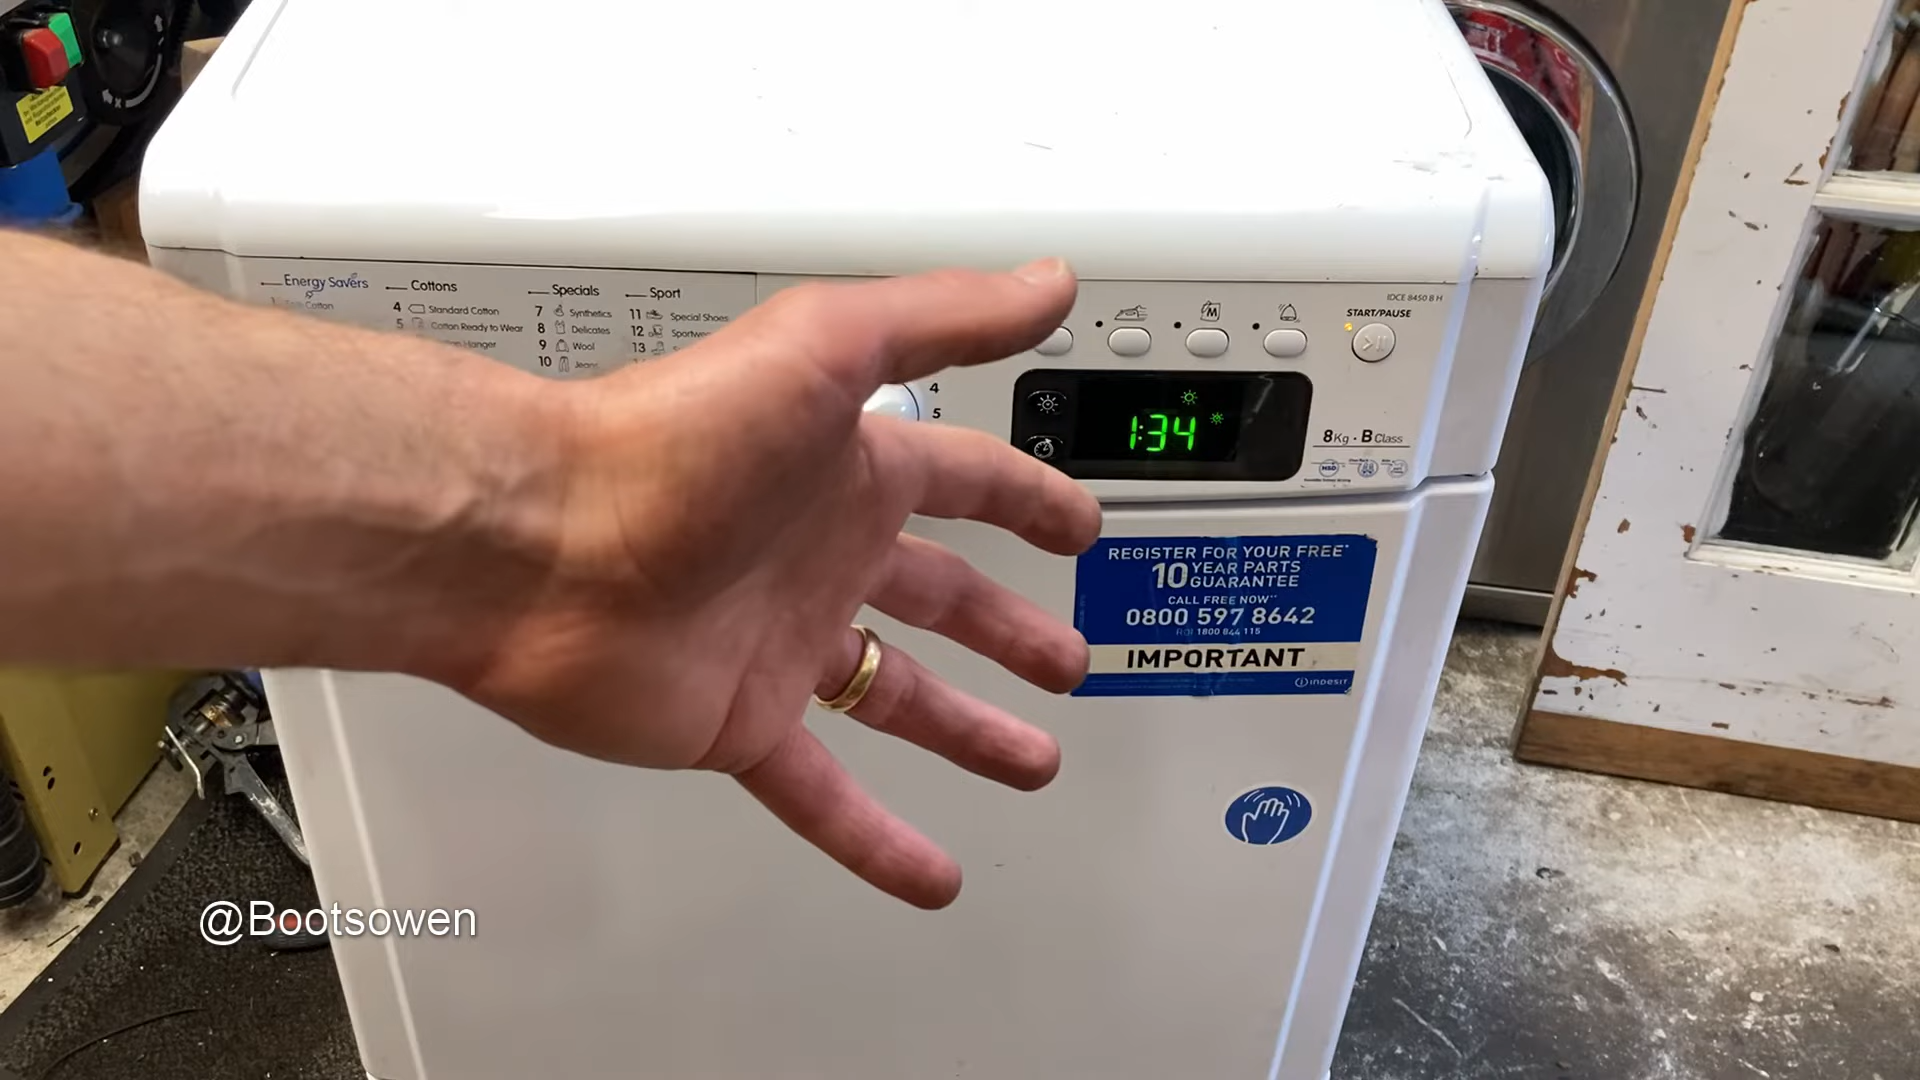 Energy Savers
Cottons
Specials
Sport
4 Standard Cotton
5 Cotton Ready to Wear
Hanger
7 Synthetics
8 Delicates
9 Wool
10 Jeans
11 Special Shoes
12
13
4
5
M
IDCE 8450 B H
START/PAUSE
1:34
8Kg · B Class
REGISTER FOR YOUR FREE*
10 YEAR PARTS
GUARANTEE
CALL FREE NOW**
0800 597 8642
ROI 1800 844 115
IMPORTANT
INDESIT
@Bootsowen